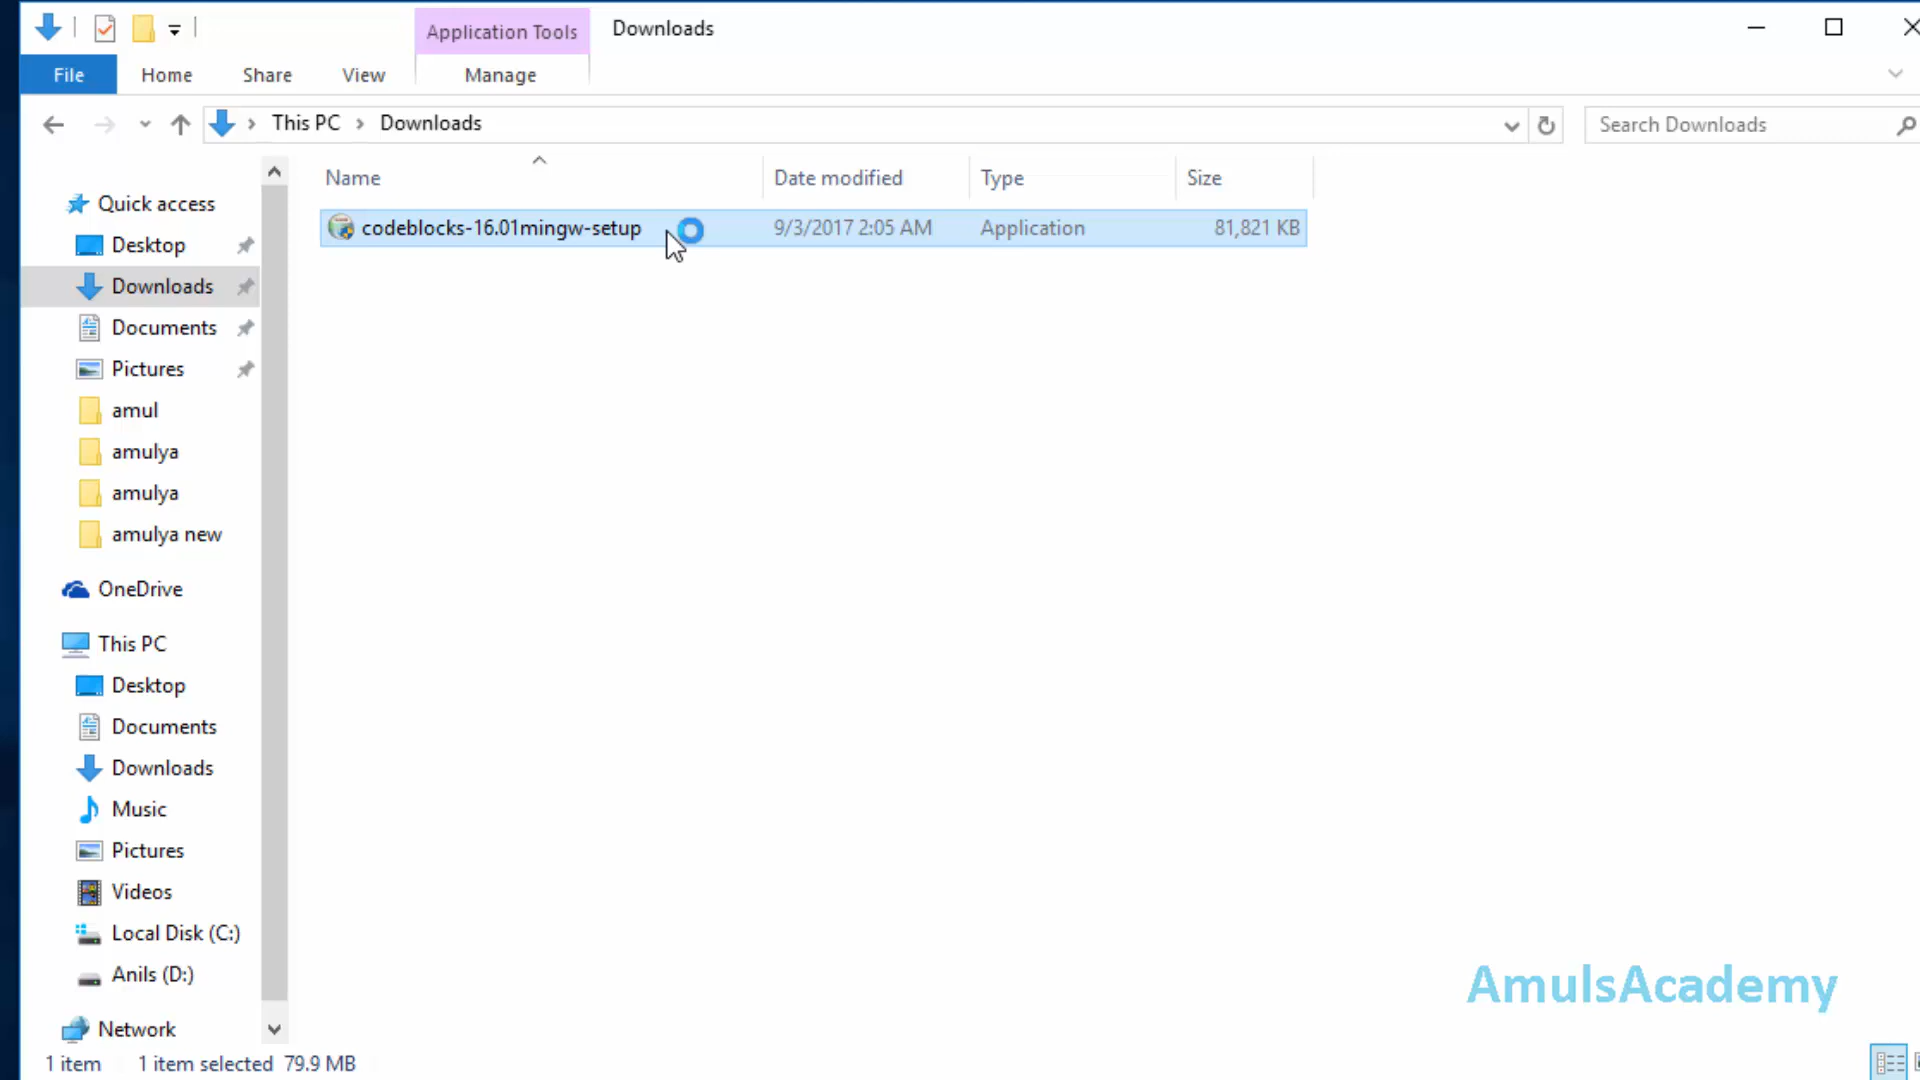 Application Tools
Downloads
File
Home
Share
View
Manage
This PC
Downloads
Search Downloads
Name
Date modified
Type
Size
codeblocks-16.01mingw-setup
9/3/2017 2:05 AM
Application
81,821 KB
Quick access
Desktop
Downloads
Documents
Pictures
amul
amulya
amulya
amulya new
OneDrive
This PC
Desktop
Documents
Downloads
Music
Pictures
Videos
Local Disk (C:)
Anils (D:)
Network
AmulsAcademy
1 item
1 item selected 79.9 MB